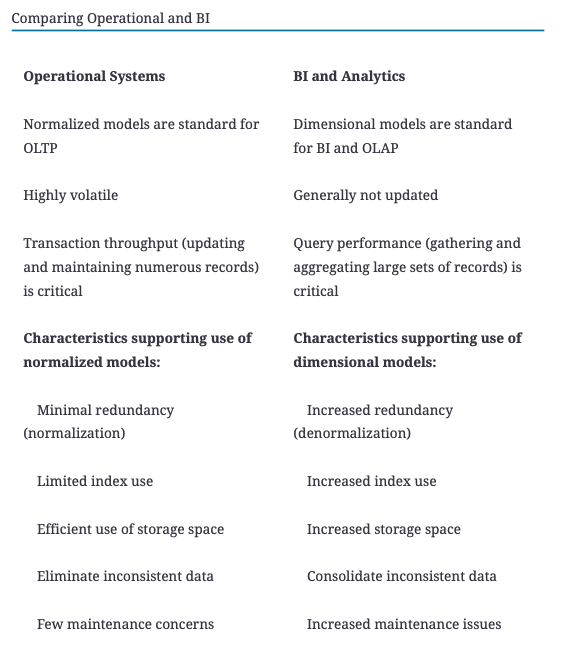 Comparing Operational and BI
Operational Systems
BI and Analytics
Normalized models are standard for
OLTP
Dimensional models are standard
for BI and OLAP
Highly volatile
Generally not updated
Transaction throughput (updating
and maintaining numerous records)
is critical
Query performance (gathering and
aggregating large sets of records) is
critical
Characteristics supporting use of
normalized models:
Characteristics supporting use of
dimensional models:
Minimal redundancy
(normalization)
Increased redundancy
(denormalization)
Limited index use
Increased index use
Efficient use of storage space
Increased storage space
Eliminate inconsistent data
Consolidate inconsistent data
Few maintenance concerns
Increased maintenance issues